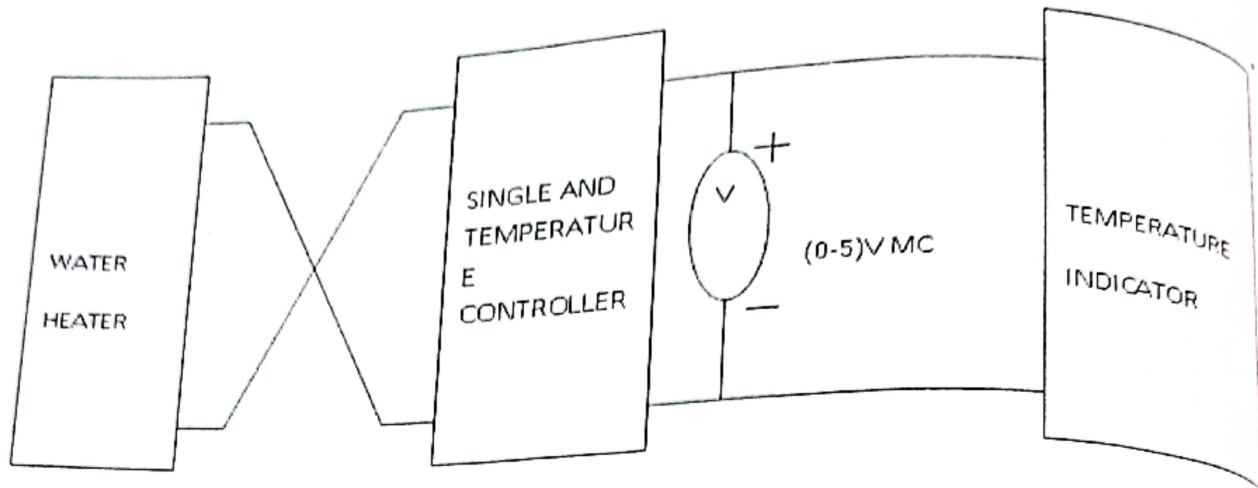 WATER
HEATER
SINGLE AND
TEMPERATUR
E
CONTROLLER
+
V
(0-5)V MC
—
TEMPERATURE
INDICATOR